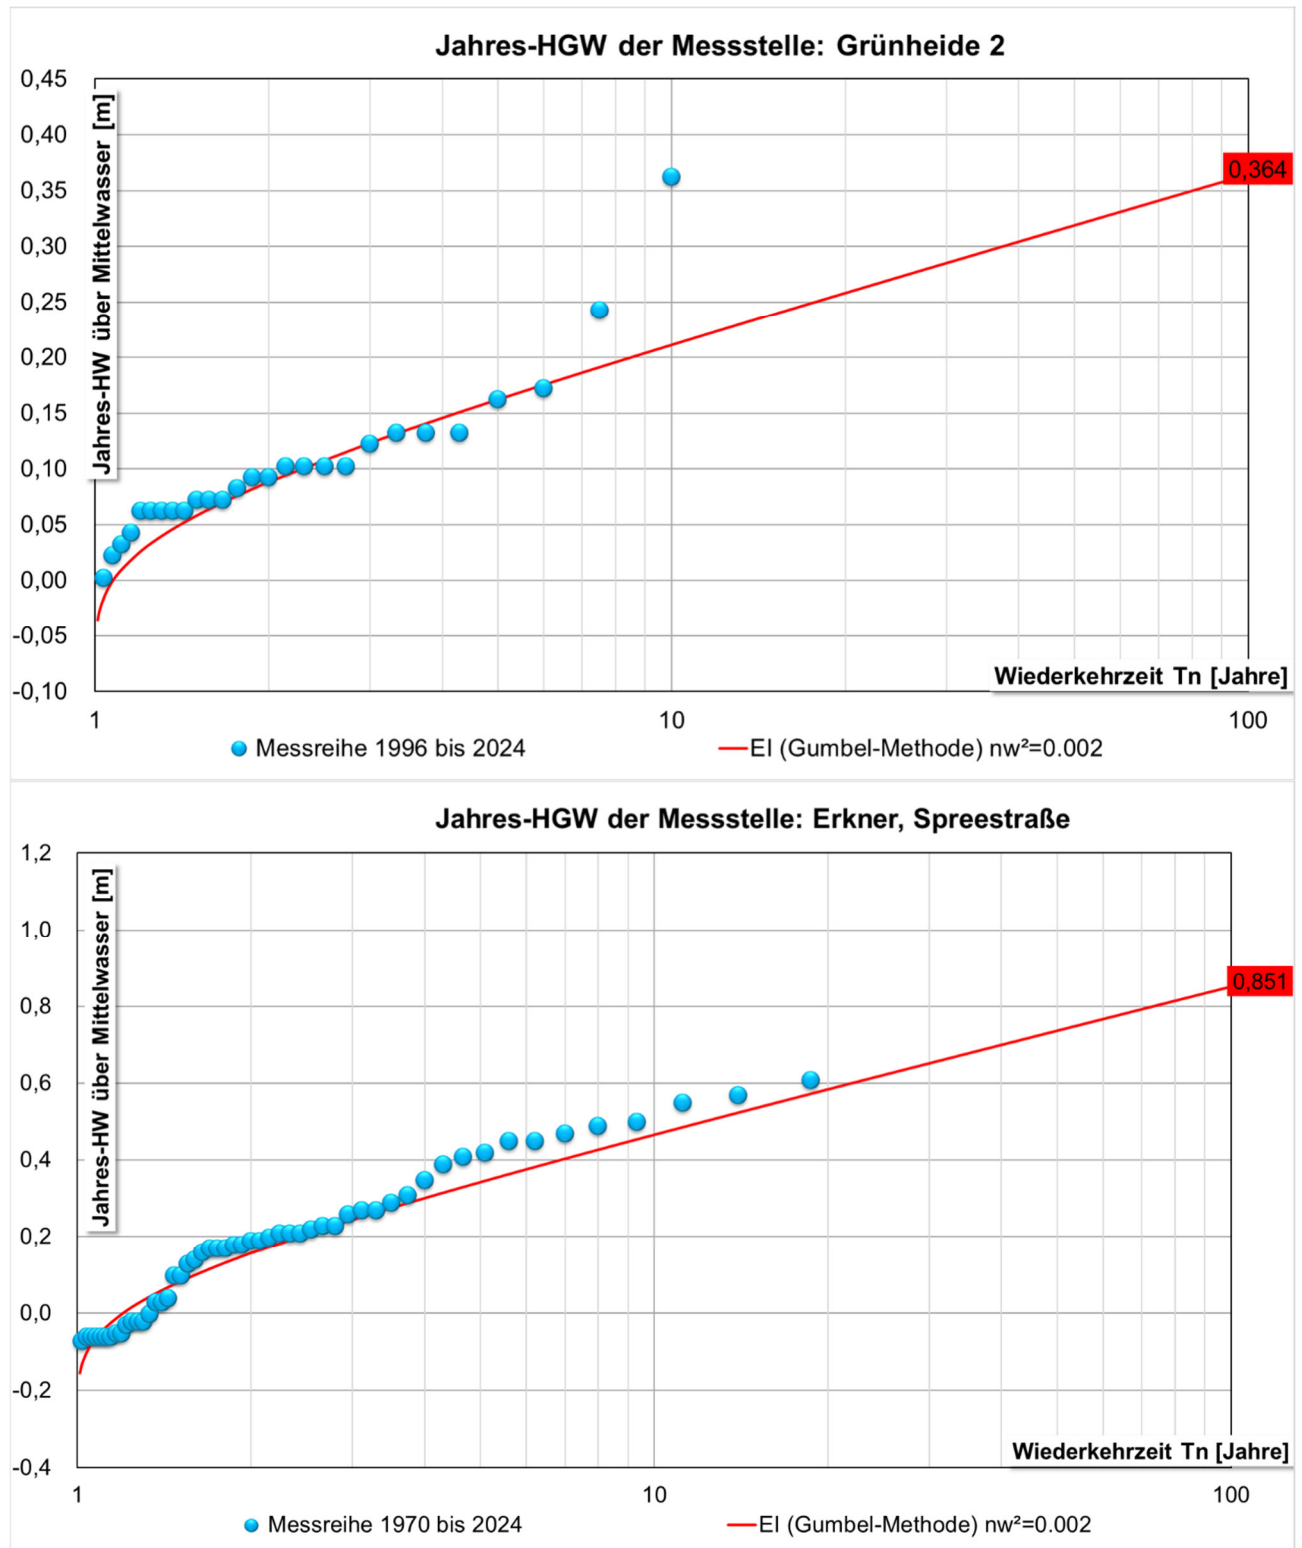 Jahres-HGW der Messstelle: Grünheide 2
0,45
0,40
0,35
0,30
0,25
0,20
0,15
0,10
0,05
0,00
-0,05
-0,10
Jahres-HW über Mittelwasser [m]
0,364
Wiederkehrzeit Tn [Jahre]
1 10 100
Messreihe 1996 bis 2024 EI (Gumbel-Methode) nw²=0.002
Jahres-HGW der Messstelle: Erkner, Spreestraße
1,2
1,0
0,8
0,6
0,4
0,2
0,0
-0,2
-0,4
Jahres-HW über Mittelwasser [m]
0,851
Wiederkehrzeit Tn [Jahre]
1 10 100
Messreihe 1970 bis 2024 EI (Gumbel-Methode) nw²=0.002